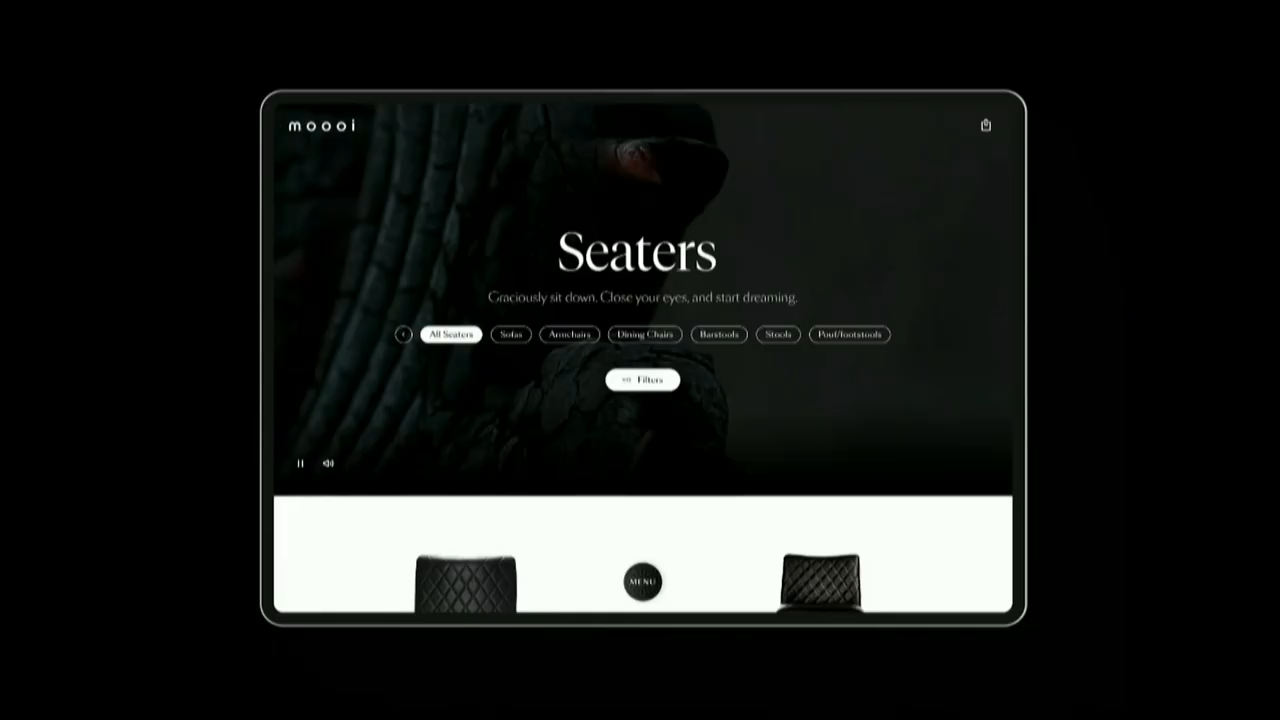 moooi
Seaters
Graciously sit down. Close your eyes, and start dreaming.
All Seaters Sofas Armchairs Dining Chairs Barstools Stools Pouf/footstools
Filters
MENU